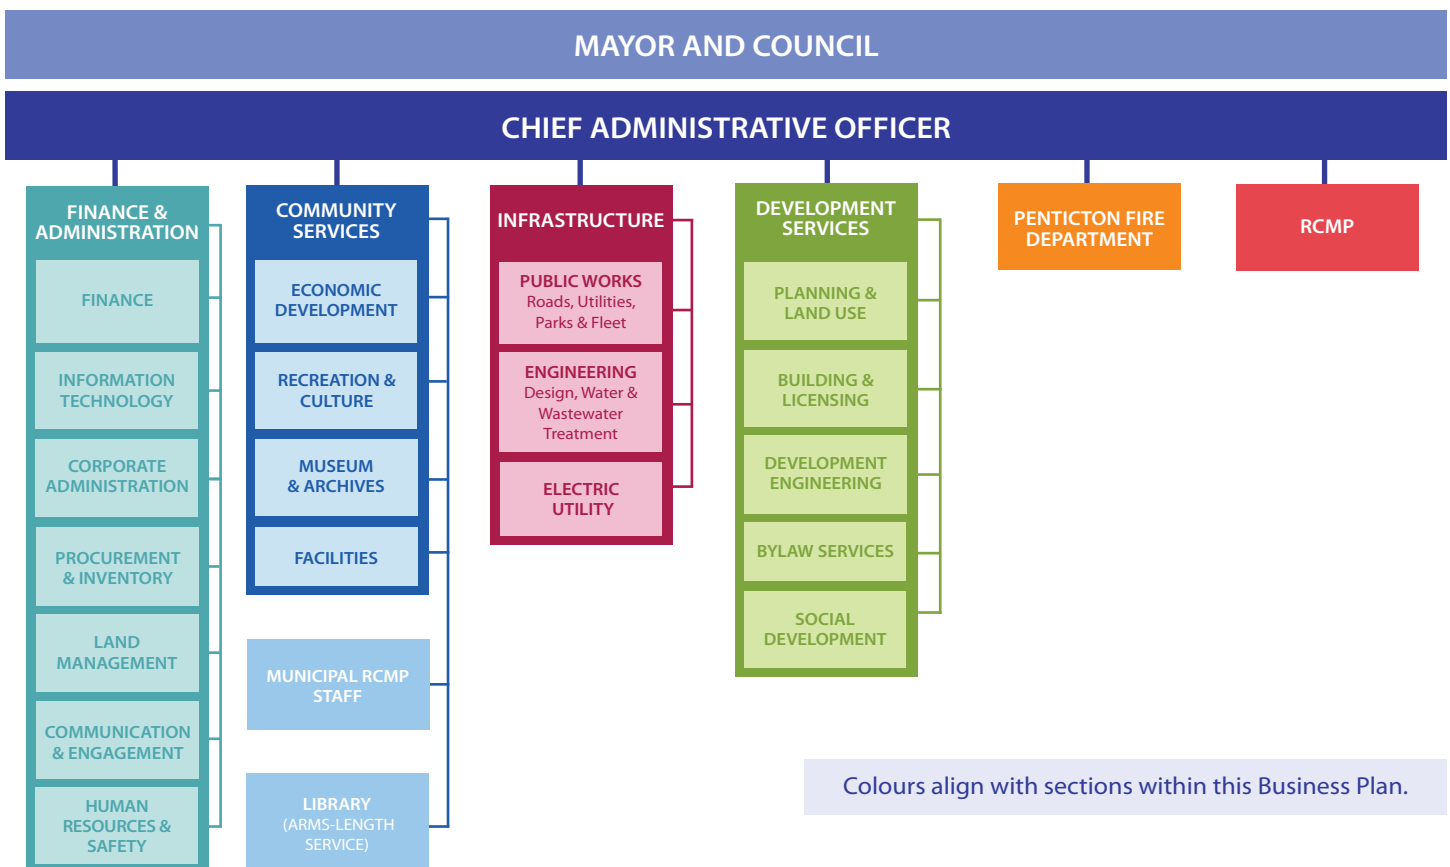 MAYOR AND COUNCIL
CHIEF ADMINISTRATIVE OFFICER
FINANCE &
ADMINISTRATION
FINANCE
INFORMATION
TECHNOLOGY
CORPORATE
ADMINISTRATION
PROCUREMENT
& INVENTORY
LAND
MANAGEMENT
COMMUNICATION
& ENGAGEMENT
HUMAN
RESOURCES &
SAFETY
COMMUNITY
SERVICES
ECONOMIC
DEVELOPMENT
RECREATION &
CULTURE
MUSEUM
& ARCHIVES
FACILITIES
MUNICIPAL RCMP
STAFF
LIBRARY
(ARMS-LENGTH
SERVICE)
INFRASTRUCTURE
PUBLIC WORKS
Roads, Utilities,
Parks & Fleet
ENGINEERING
Design, Water &
Wastewater
Treatment
ELECTRIC
UTILITY
DEVELOPMENT
SERVICES
PLANNING &
LAND USE
BUILDING &
LICENSING
DEVELOPMENT
ENGINEERING
BYLAW SERVICES
SOCIAL
DEVELOPMENT
PENTICTON FIRE
DEPARTMENT
RCMP
Colours align with sections within this Business Plan.